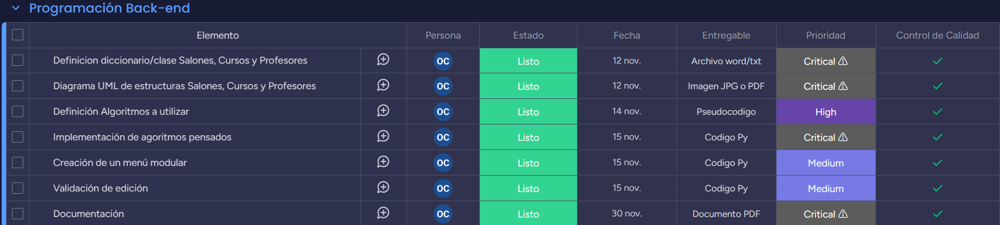 Programación Back-end
Elemento Persona Estado Fecha Entregable Prioridad Control de Calidad
Definicion diccionario/clase Salones, Cursos y Profesores OC Listo 12 nov. Archivo word/txt Critical
Diagrama UML de estructuras Salones, Cursos y Profesores OC Listo 12 nov. Imagen JPG o PDF Critical
Definición Algoritmos a utilizar OC Listo 14 nov. Pseudocodigo High
Implementación de agoritmos pensados OC Listo 15 nov. Codigo Py Critical
Creación de un menú modular OC Listo 15 nov. Codigo Py Medium
Validación de edición OC Listo 15 nov. Codigo Py Medium
Documentación OC Listo 30 nov. Documento PDF Critical